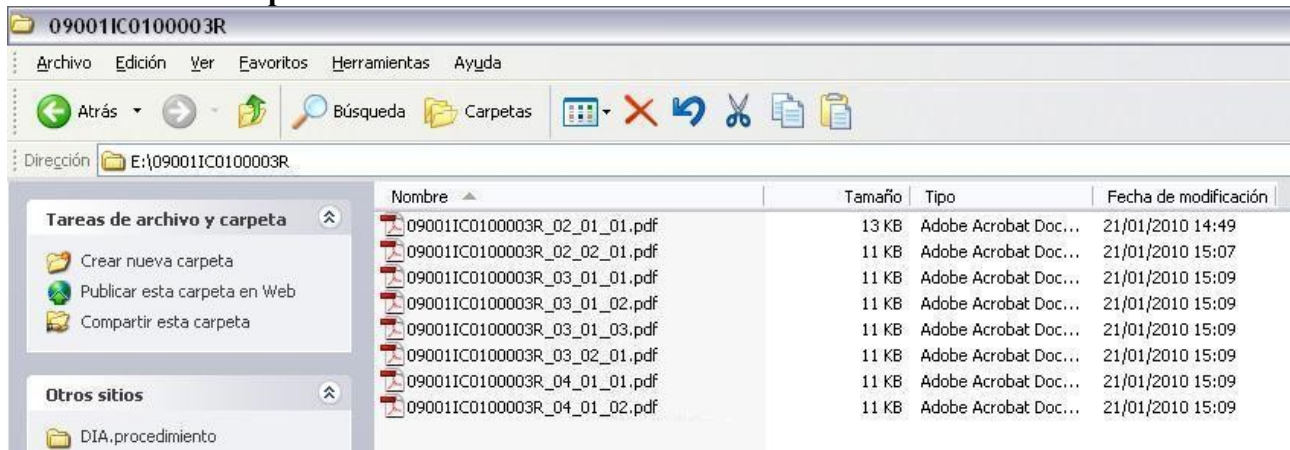 09001IC0100003R
Archivo Edición Ver Favoritos Herramientas Ayuda
Atrás Búsqueda Carpetas
Dirección E:\09001IC0100003R
Nombre Tamaño Tipo Fecha de modificación
Tareas de archivo y carpeta
Crear nueva carpeta
Publicar esta carpeta en Web
Compartir esta carpeta
Otros sitios
DIA.procedimiento
09001IC0100003R_02_01_01.pdf 13 KB Adobe Acrobat Doc... 21/01/2010 14:49
09001IC0100003R_02_02_01.pdf 11 KB Adobe Acrobat Doc... 21/01/2010 15:07
09001IC0100003R_03_01_01.pdf 11 KB Adobe Acrobat Doc... 21/01/2010 15:09
09001IC0100003R_03_01_02.pdf 11 KB Adobe Acrobat Doc... 21/01/2010 15:09
09001IC0100003R_03_01_03.pdf 11 KB Adobe Acrobat Doc... 21/01/2010 15:09
09001IC0100003R_03_02_01.pdf 11 KB Adobe Acrobat Doc... 21/01/2010 15:09
09001IC0100003R_04_01_01.pdf 11 KB Adobe Acrobat Doc... 21/01/2010 15:09
09001IC0100003R_04_01_02.pdf 11 KB Adobe Acrobat Doc... 21/01/2010 15:09